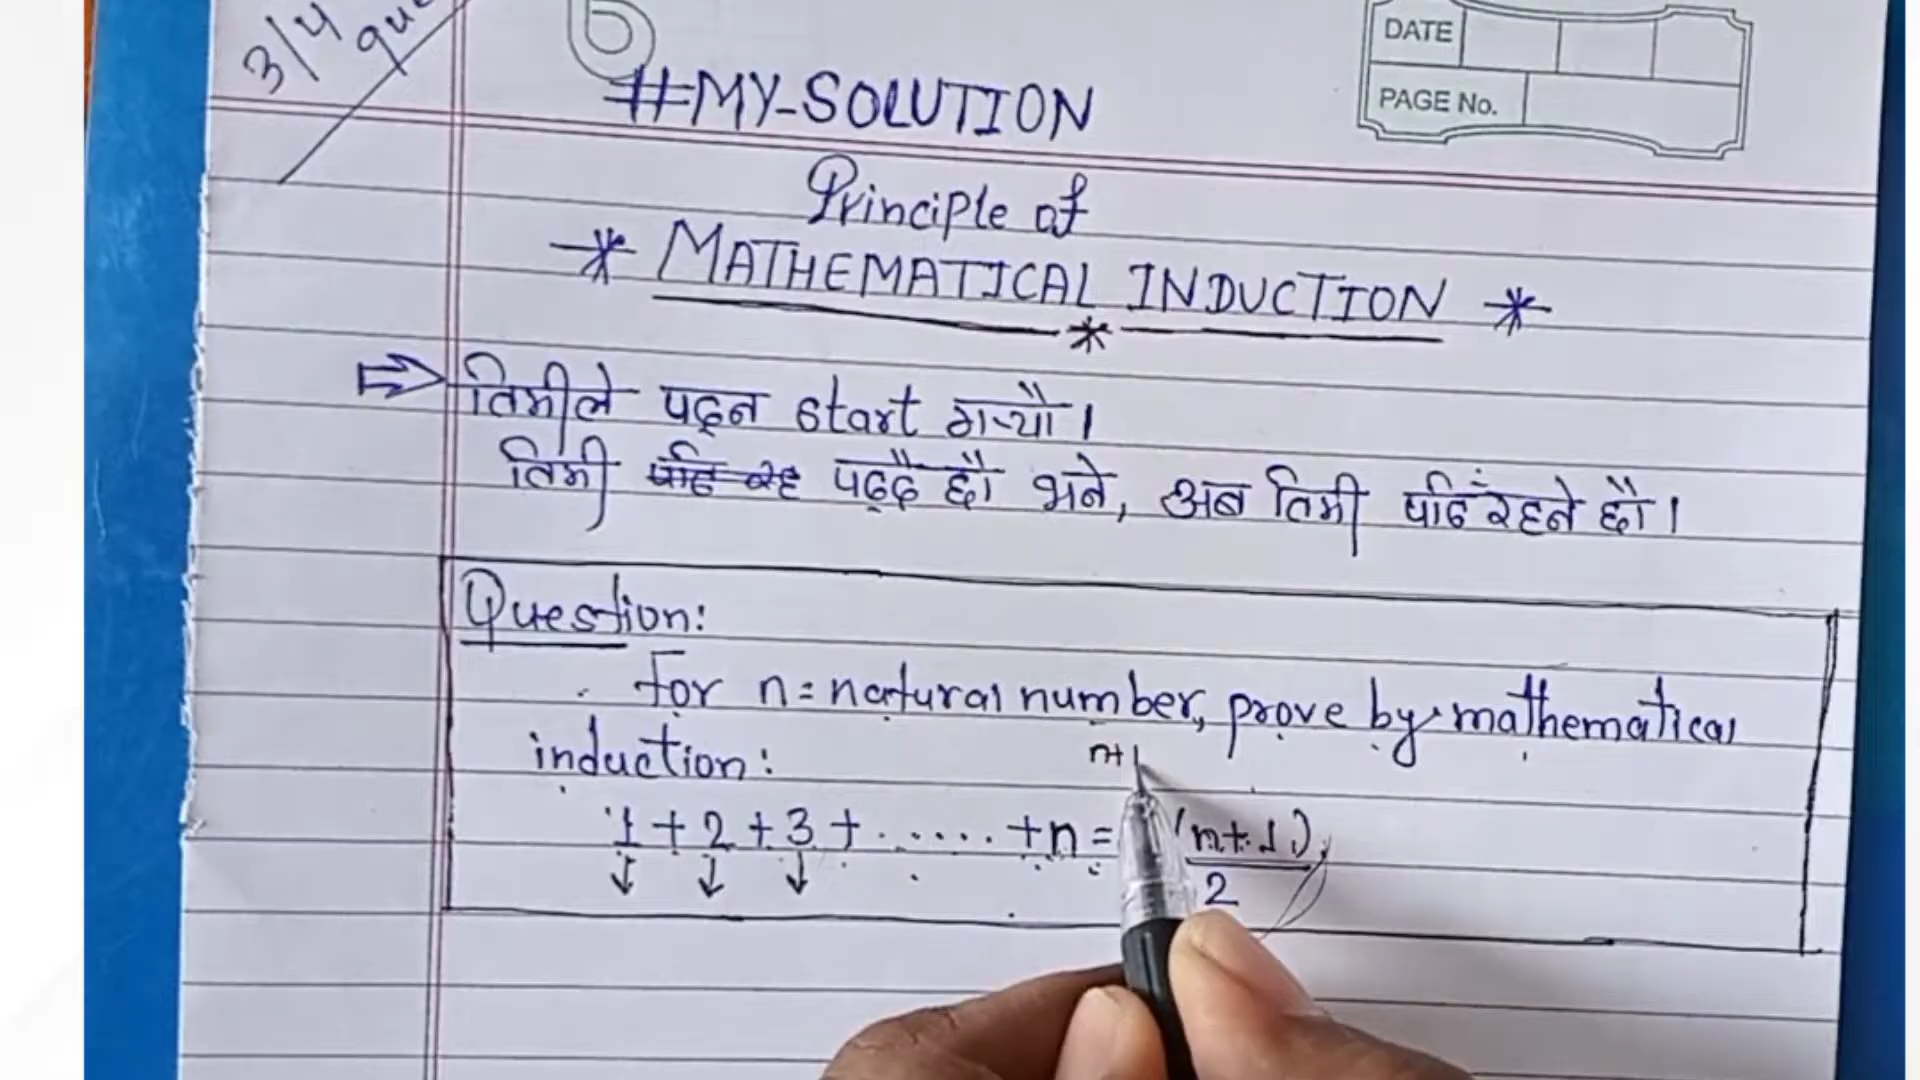 3/4
que
DATE
#MY-SOLUTION
PAGE No.
Principle of
* MATHEMATICAL INDUCTION *
*
⇒ तिमीले पढ्न start गर्‍यौ।
तिमी पढ्दै छौ भने, अब तिमी पढिँरहने छौ।
Question:
For n = natural number, prove by mathematical
induction:
n+1
1 + 2 + 3 + ...... + n = (n+1)
↓ ↓ ↓ 2